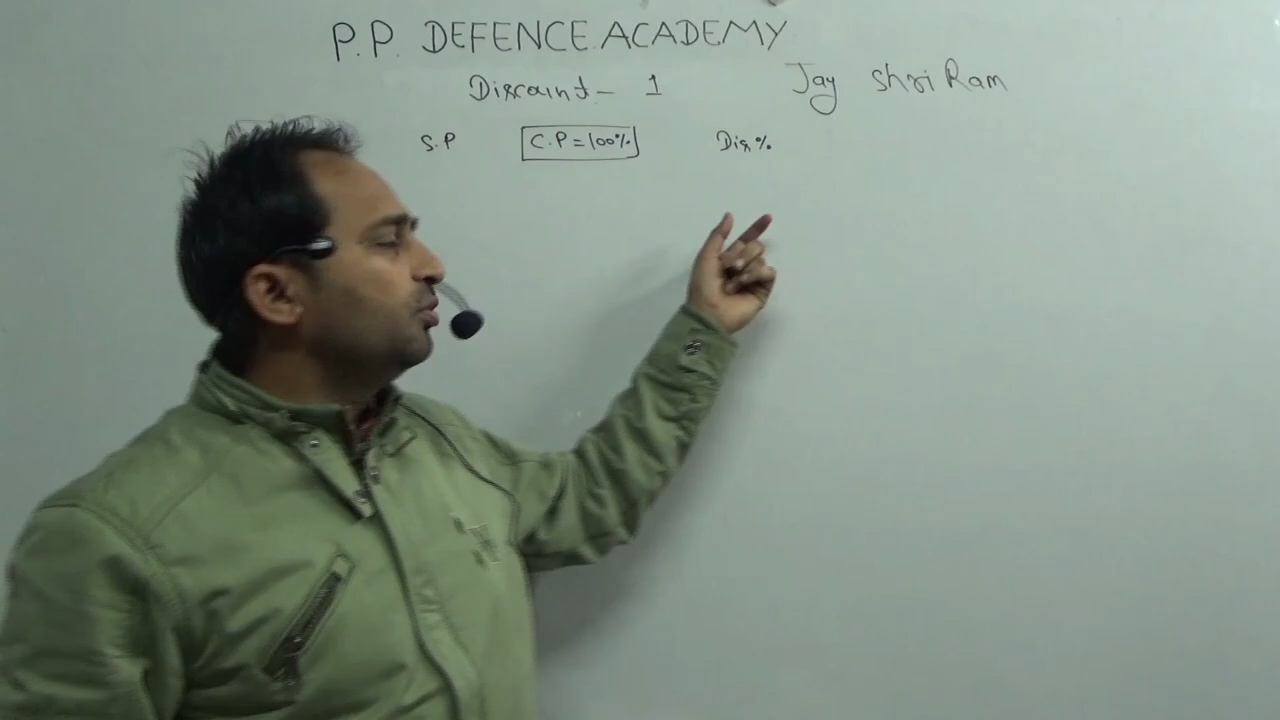 P.P. DEFENCE ACADEMY
Discount - 1
Jay Shri Ram
S.P C.P = 100% Dis%